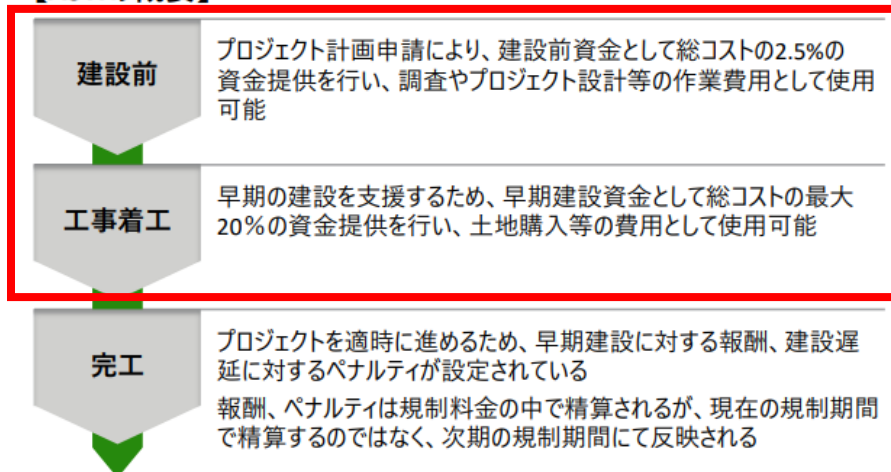 建設前
プロジェクト計画申請により、建設前資金として総コストの2.5%の
資金提供を行い、調査やプロジェクト設計等の作業費用として使用
可能
工事着工
早期の建設を支援するため、早期建設資金として総コストの最大
20%の資金提供を行い、土地購入等の費用として使用可能
完工
プロジェクトを適時に進めるため、早期建設に対する報酬、建設遅
延に対するペナルティが設定されている
報酬、ペナルティは規制料金の中で精算されるが、現在の規制期間
で精算するのではなく、次期の規制期間にて反映される